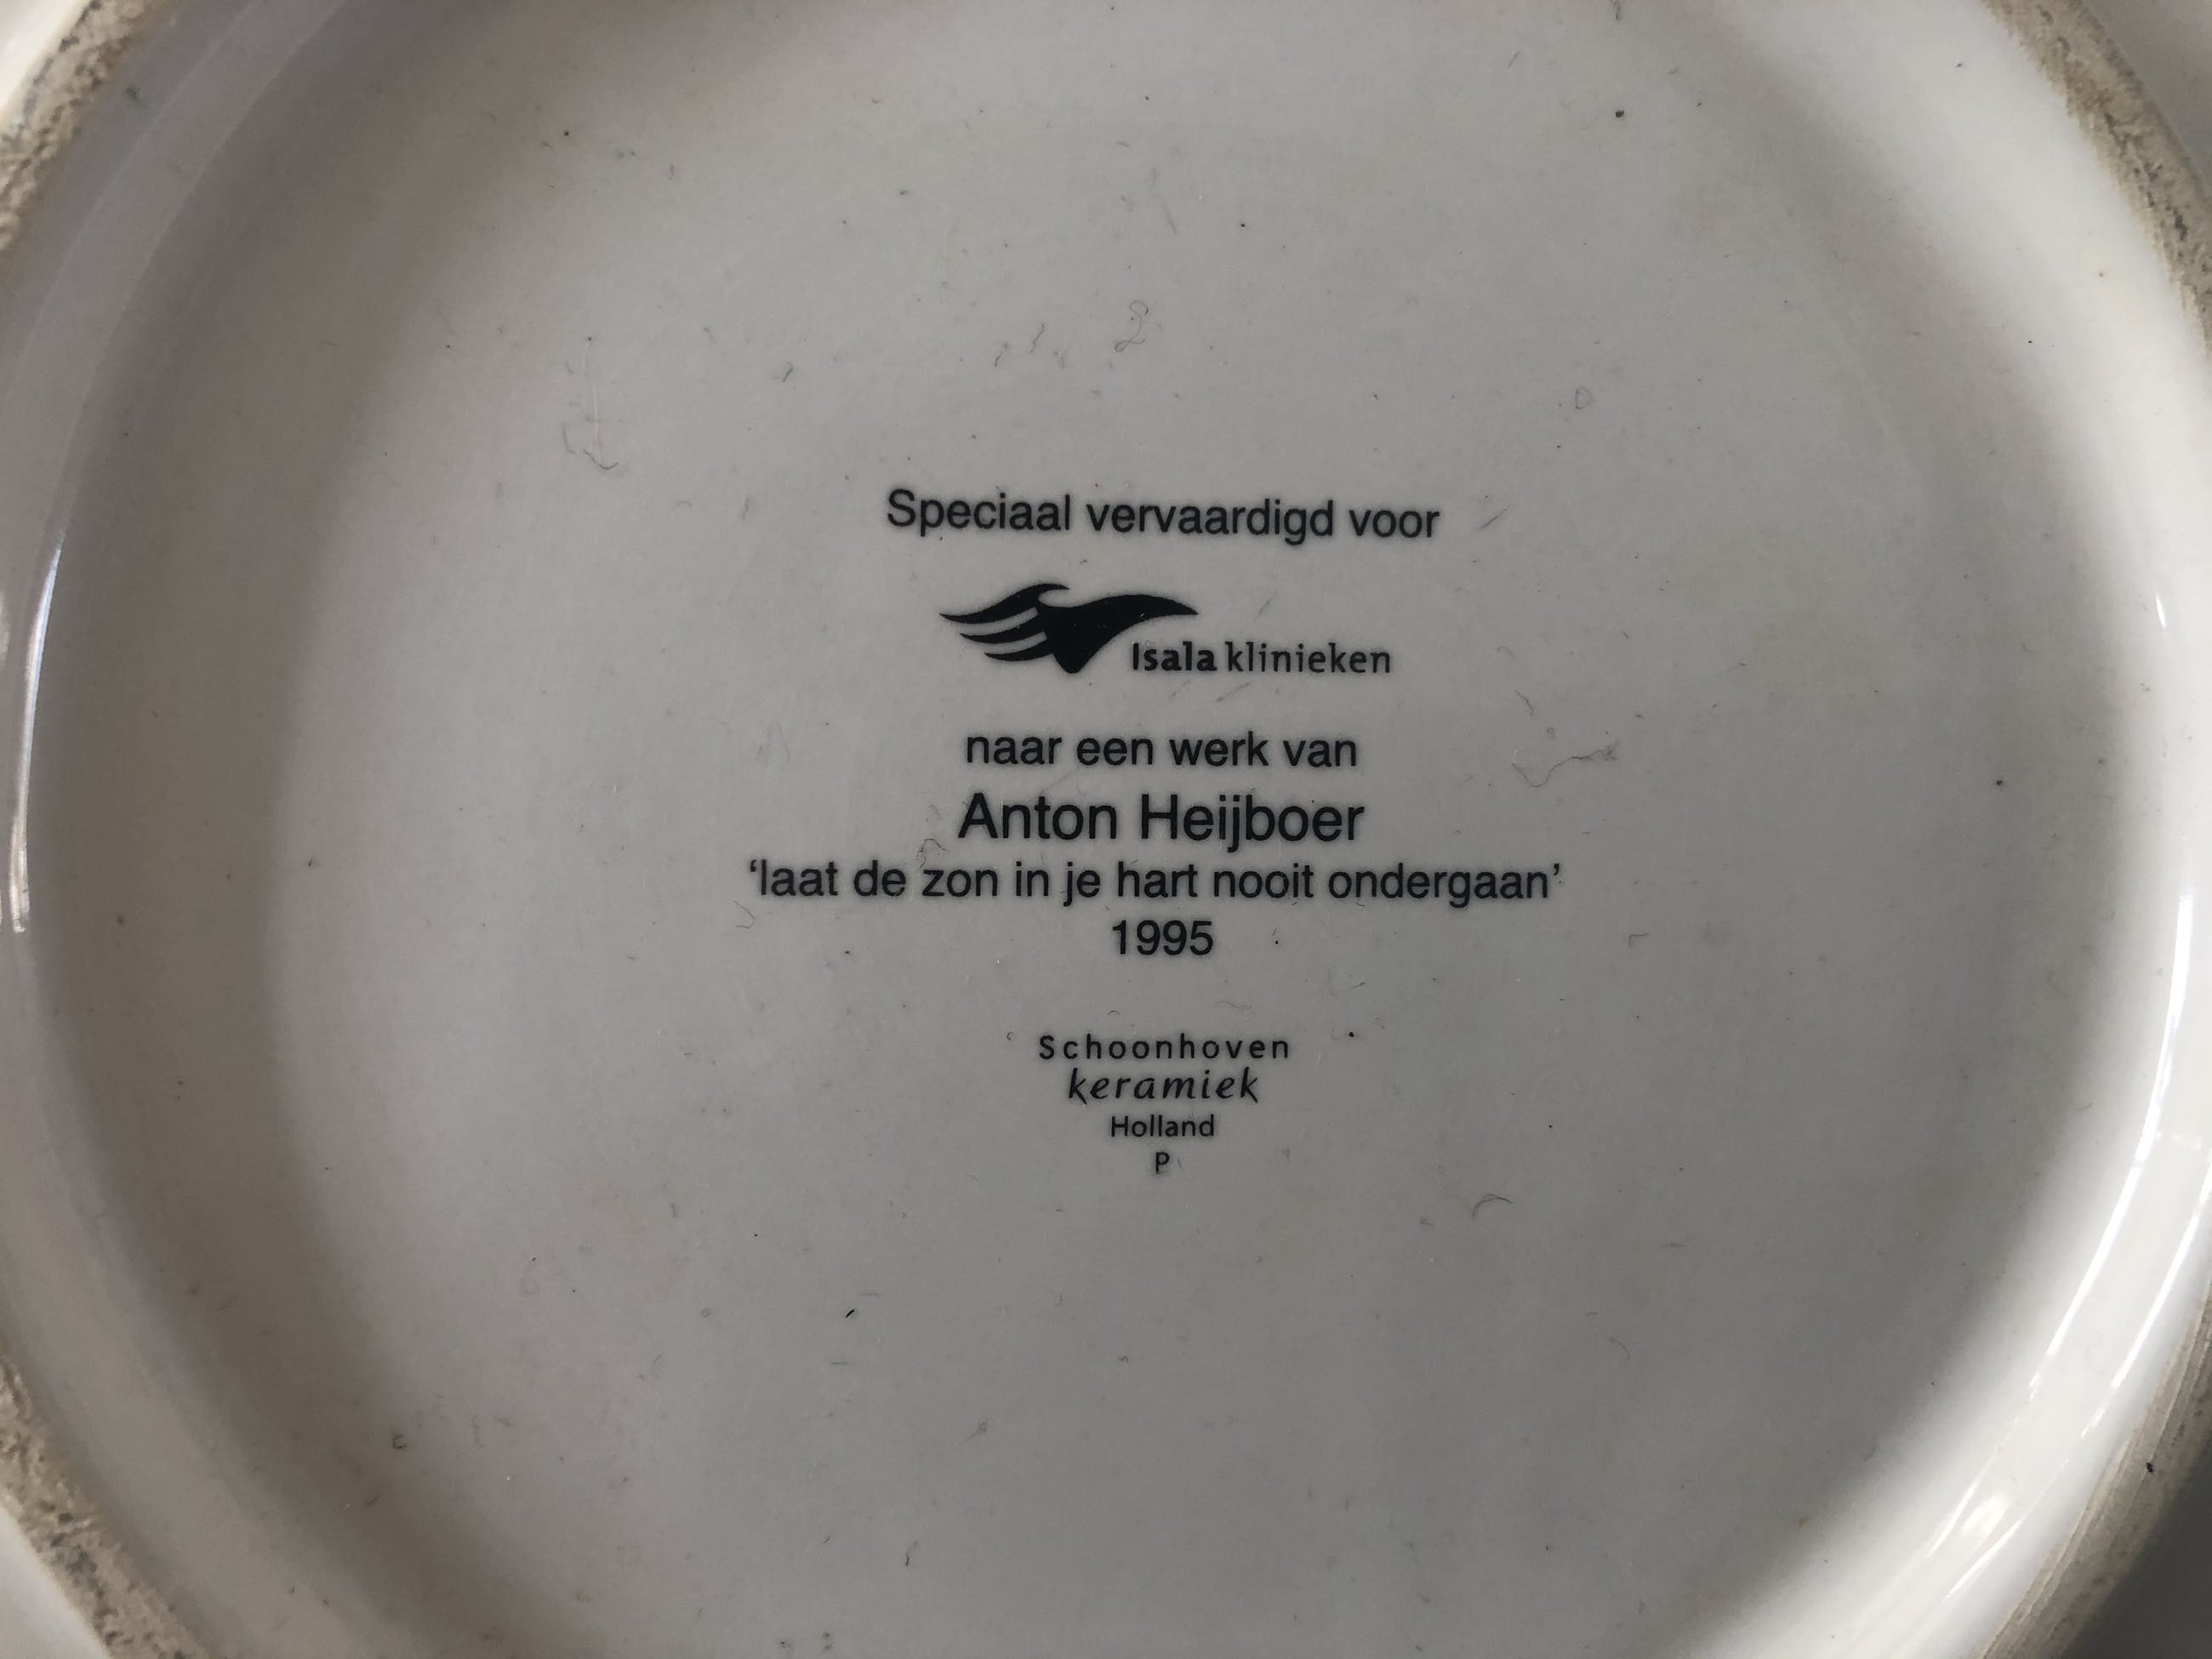 Speciaal vervaardigd voor
Isala klinieken
naar een werk van
Anton Heijboer
‘laat de zon in je hart nooit ondergaan’
1995
Schoonhoven
keramiek
Holland
P